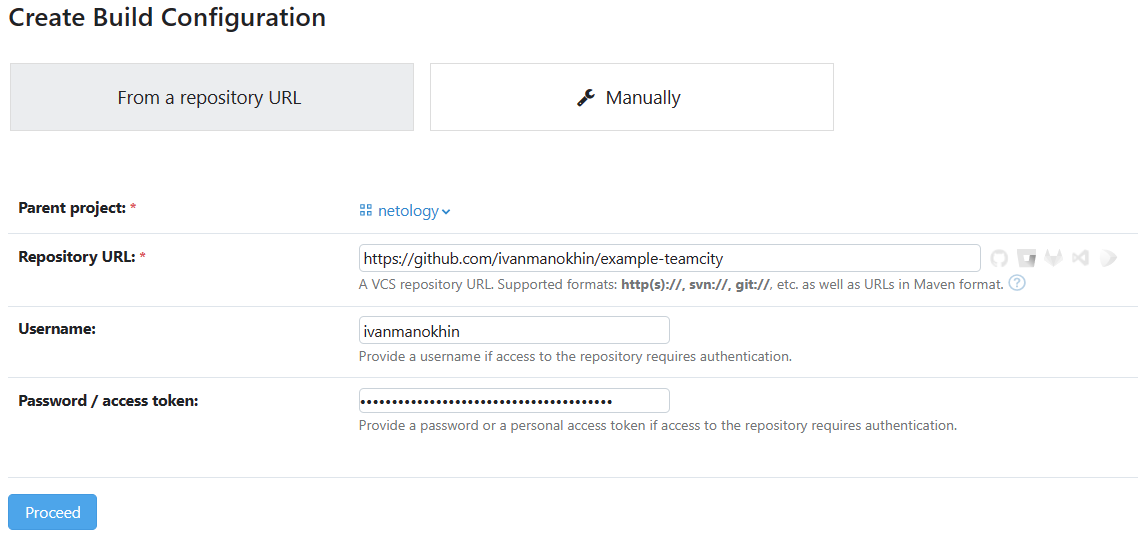 Create Build Configuration
From a repository URL
Manually
Parent project: *
netology
Repository URL: *
https://github.com/ivanmanokhin/example-teamcity
A VCS repository URL. Supported formats: http(s)://, svn://, git://, etc. as well as URLs in Maven format. ?
Username:
ivanmanokhin
Provide a username if access to the repository requires authentication.
Password / access token:
••••••••••••••••••••••••••••••••••••••••
Provide a password or a personal access token if access to the repository requires authentication.
Proceed